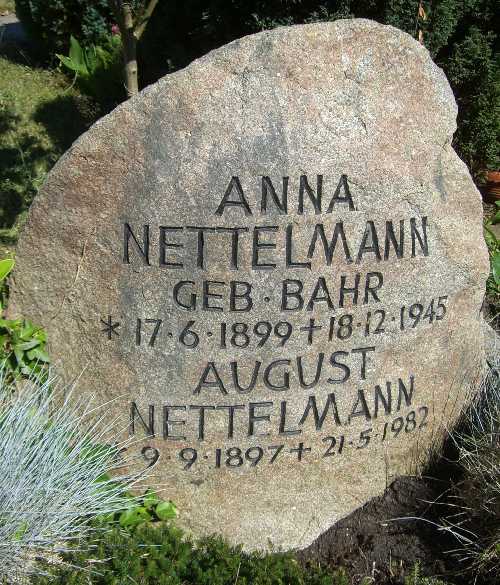 ANNA
NETTELMANN
GEB·BAHR
* 17·6·1899 + 18·12·1945
AUGUST
NETTELMANN
* 9·9·1897 + 21·5·1982